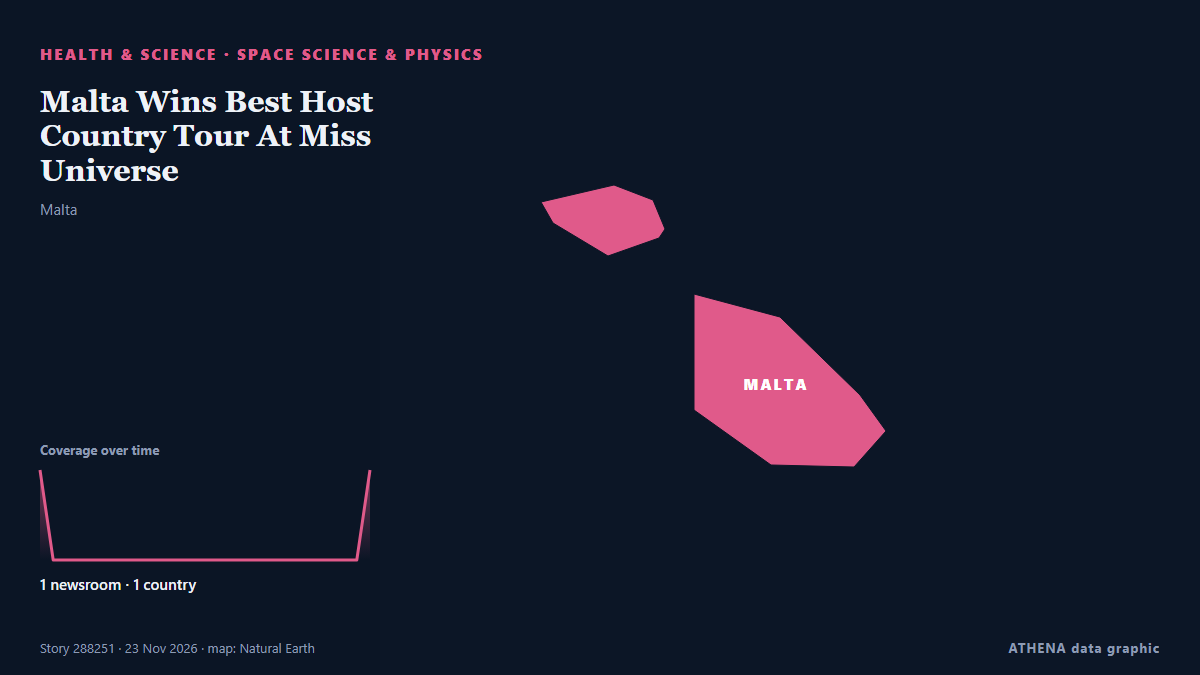 HEALTH & SCIENCE · SPACE SCIENCE & PHYSICS
Malta Wins Best Host
Country Tour At Miss
Universe
Malta
MALTA
Coverage over time
1 newsroom · 1 country
Story 288251 · 23 Nov 2026 · map: Natural Earth
ATHENA data graphic